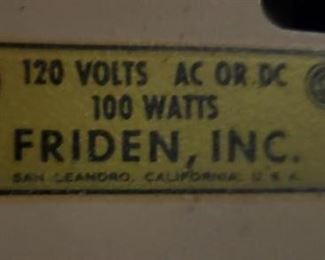 120 VOLTS AC OR DC
100 WATTS
FRIDEN, INC.
SAN LEANDRO, CALIFORNIA, U.S.A.